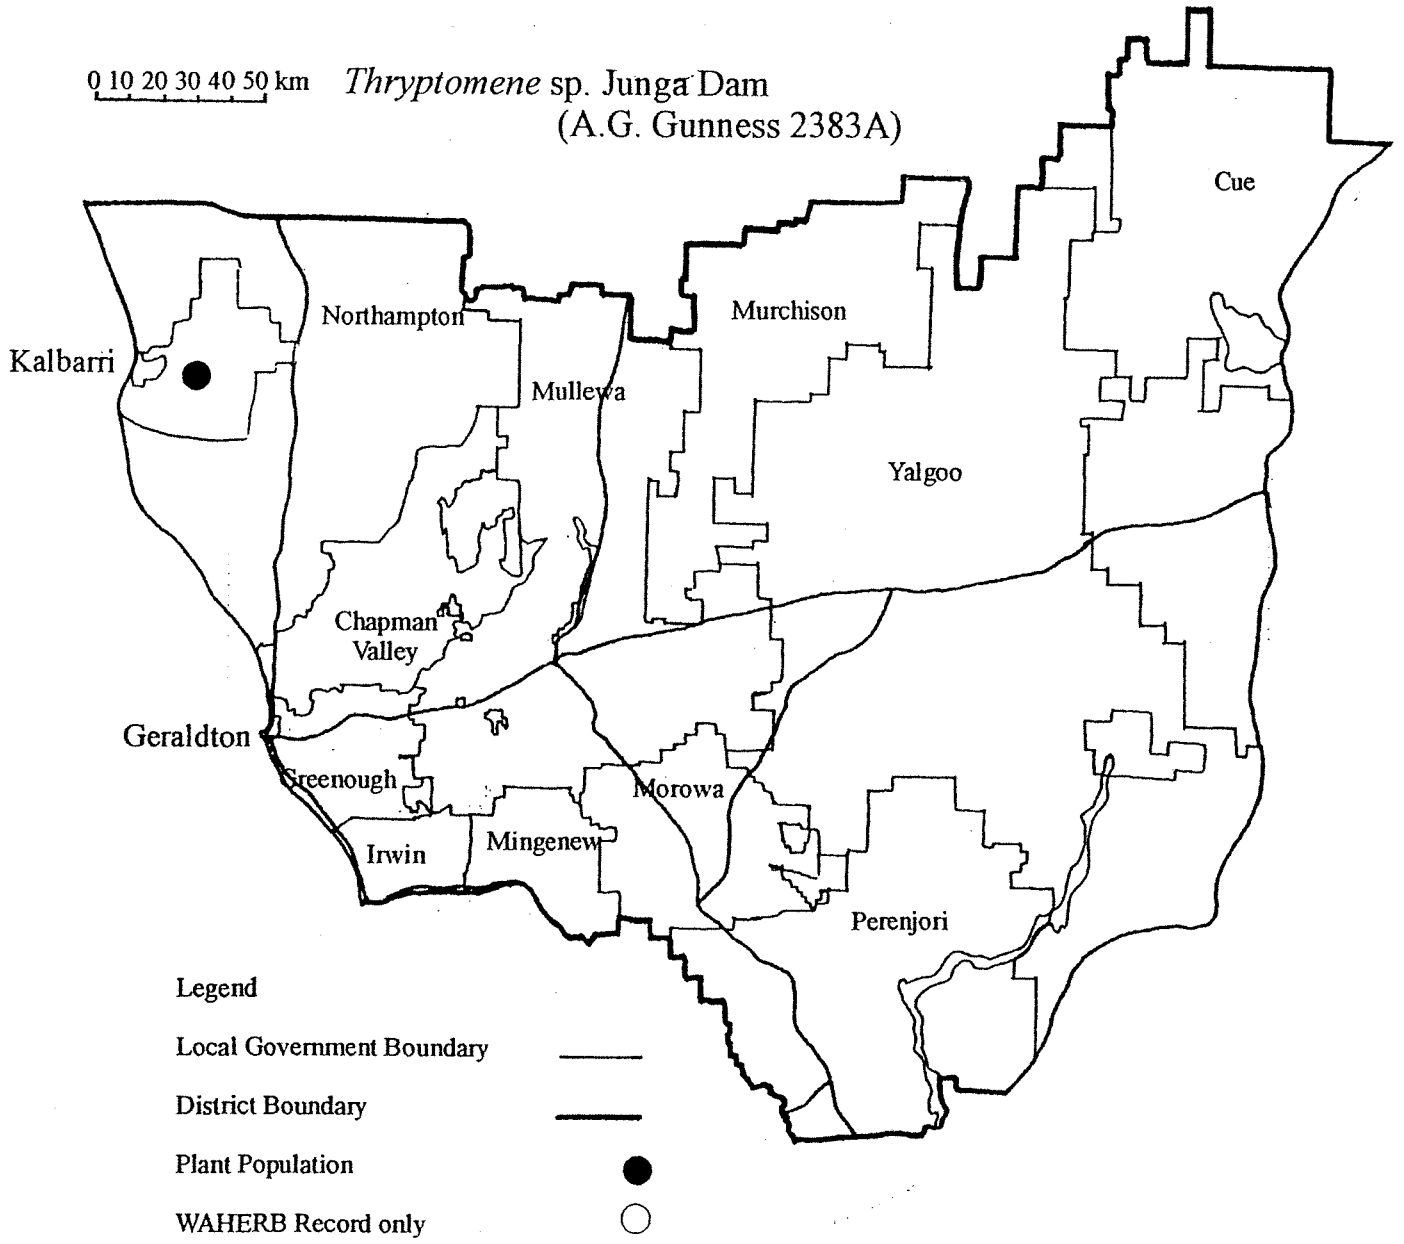 0 10 20 30 40 50 km
Thryptomene sp. Junga Dam
(A.G. Gunness 2383A)
Cue
Northampton
Murchison
Kalbarri
Mullewa
Yalgoo
Chapman
Valley
Geraldton
Greenough
Morowa
Irwin
Mingenew
Perenjori
Legend
Local Government Boundary
District Boundary
Plant Population
WAHERB Record only